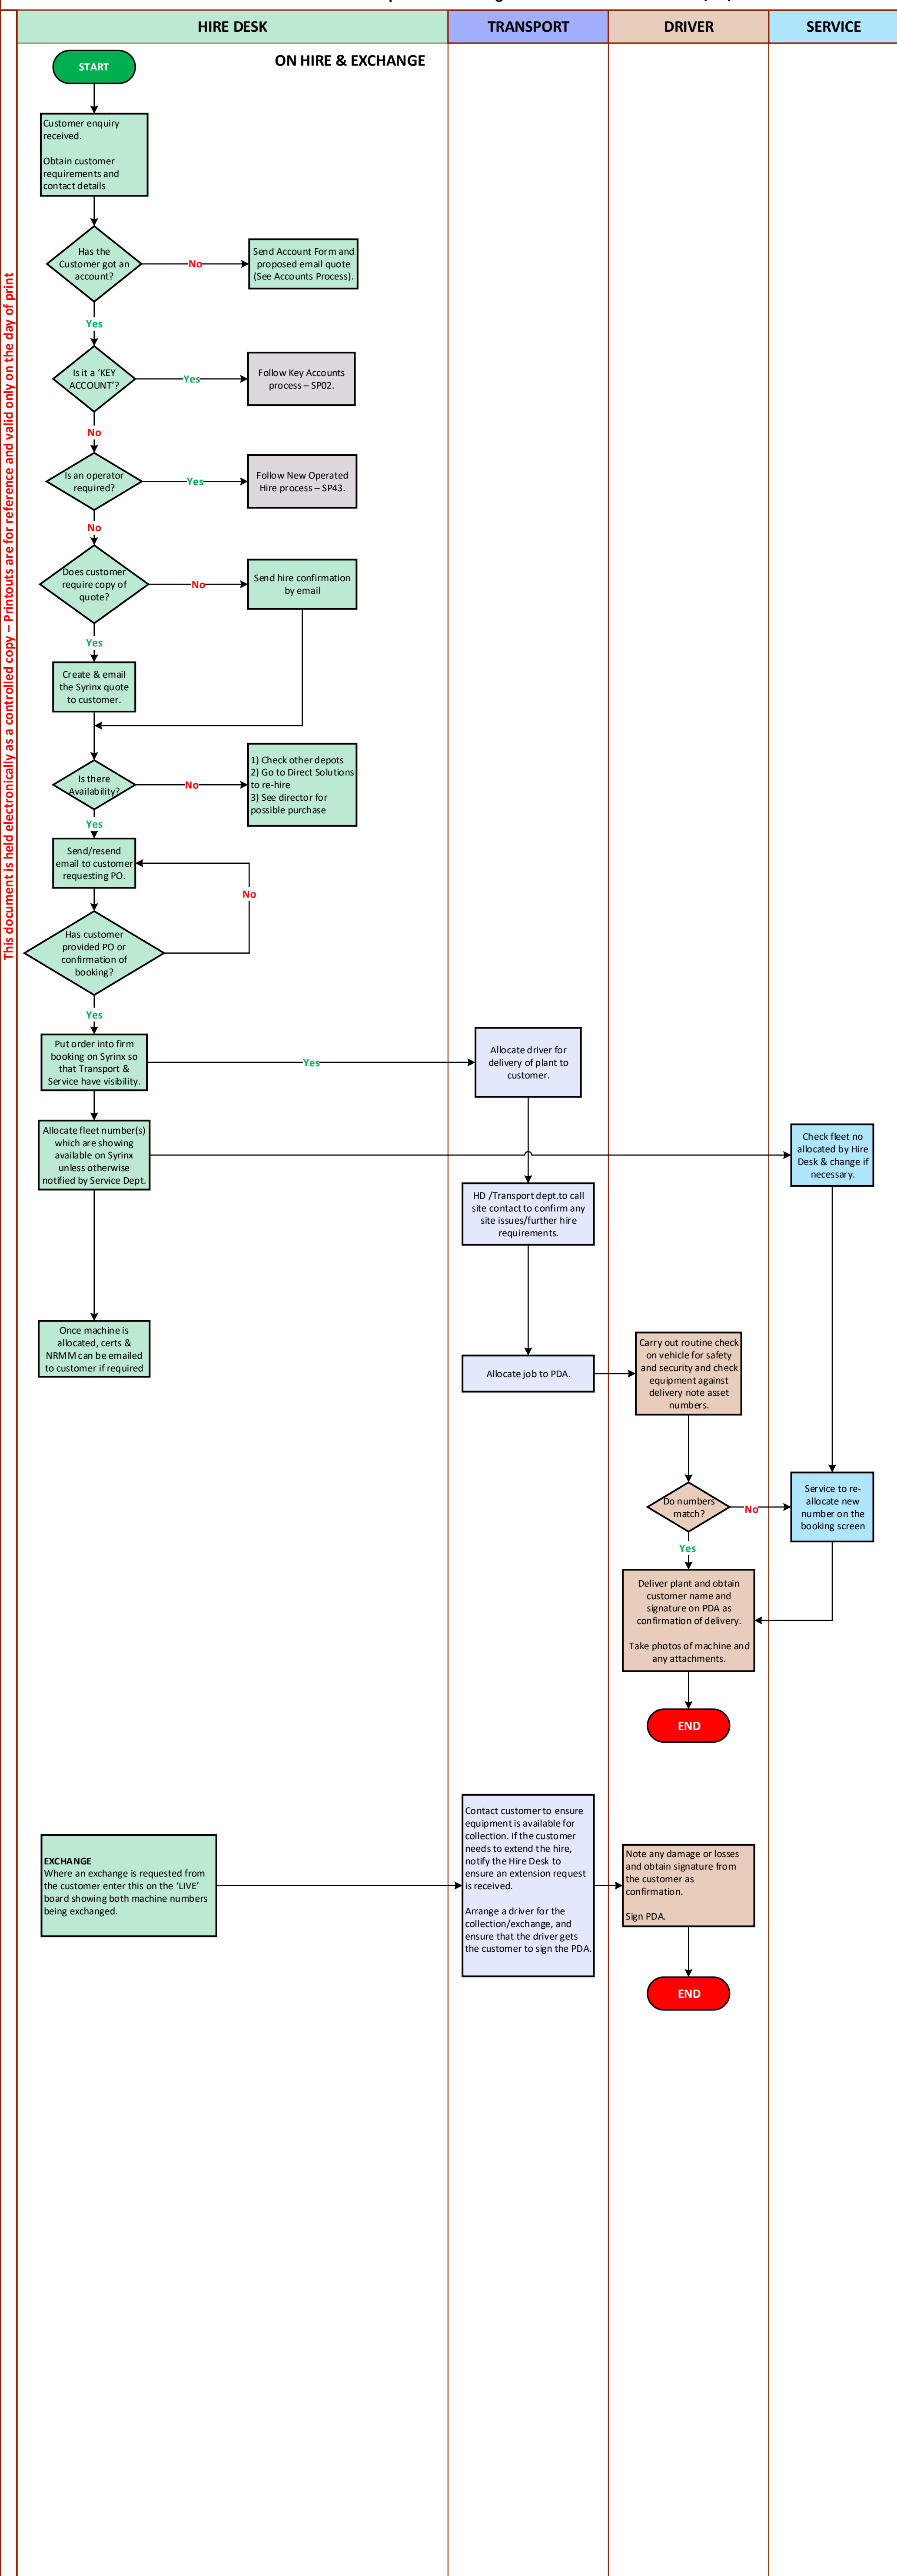 HIRE DESK
TRANSPORT
DRIVER
SERVICE
This document is held electronically as a controlled copy – Printouts are for reference and valid only on the day of print
START
ON HIRE & EXCHANGE
Customer enquiry
received.
Obtain customer
requirements and
contact details
Has the
Customer got an
account?
No
Send Account Form and
proposed email quote
(See Accounts Process).
Yes
Is it a ‘KEY
ACCOUNT’?
Yes
Follow Key Accounts
process – SP02.
No
Is an operator
required?
Yes
Follow New Operated
Hire process – SP43.
No
Does customer
require copy of
quote?
No
Send hire confirmation
by email
Yes
Create & email
the Syrinx quote
to customer.
Is there
Availability?
No
1) Check other depots
2) Go to Direct Solutions
to re-hire
3) See director for
possible purchase
Yes
Send/resend
email to customer
requesting PO.
No
Has customer
provided PO or
confirmation of
booking?
Yes
Put order into firm
booking on Syrinx so
that Transport &
Service have visibility.
Yes
Allocate driver for
delivery of plant to
customer.
Allocate fleet number(s)
which are showing
available on Syrinx
unless otherwise
notified by Service Dept.
Check fleet no
allocated by Hire
Desk & change if
necessary.
HD /Transport dept.to call
site contact to confirm any
site issues/further hire
requirements.
Once machine is
allocated, certs &
NRMM can be emailed
to customer if required
Allocate job to PDA.
Carry out routine check
on vehicle for safety
and security and check
equipment against
delivery note asset
numbers.
Do numbers
match?
No
Service to re-
allocate new
number on the
booking screen
Yes
Deliver plant and obtain
customer name and
signature on PDA as
confirmation of delivery.
Take photos of machine and
any attachments.
END
EXCHANGE
Where an exchange is requested from
the customer enter this on the ‘LIVE’
board showing both machine numbers
being exchanged.
Contact customer to ensure
equipment is available for
collection. If the customer
needs to extend the hire,
notify the Hire Desk to
ensure an extension request
is received.
Arrange a driver for the
collection/exchange, and
ensure that the driver gets
the customer to sign the PDA.
Note any damage or losses
and obtain signature from
the customer as
confirmation.
Sign PDA.
END